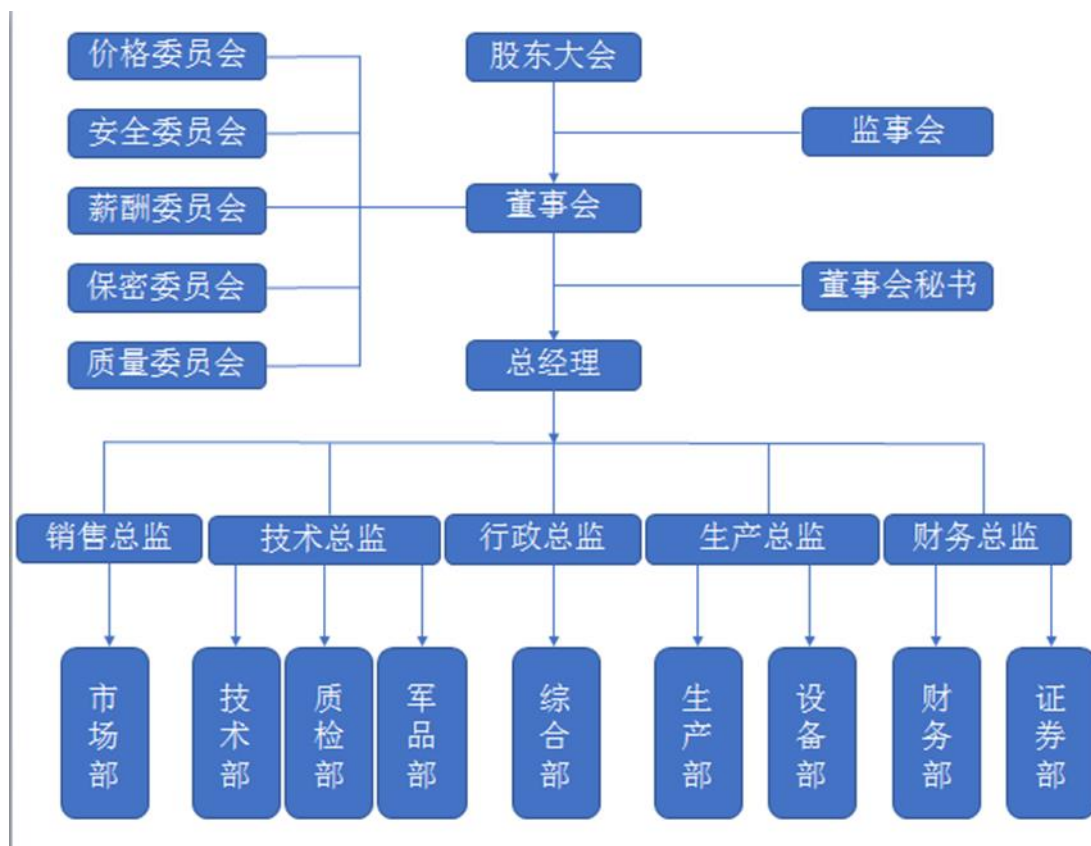 价格委员会
股东大会
安全委员会
监事会
薪酬委员会
董事会
保密委员会
董事会秘书
质量委员会
总经理
销售总监
技术总监
行政总监
生产总监
财务总监
市场部
技术部
质检部
军品部
综合部
生产部
设备部
财务部
证券部